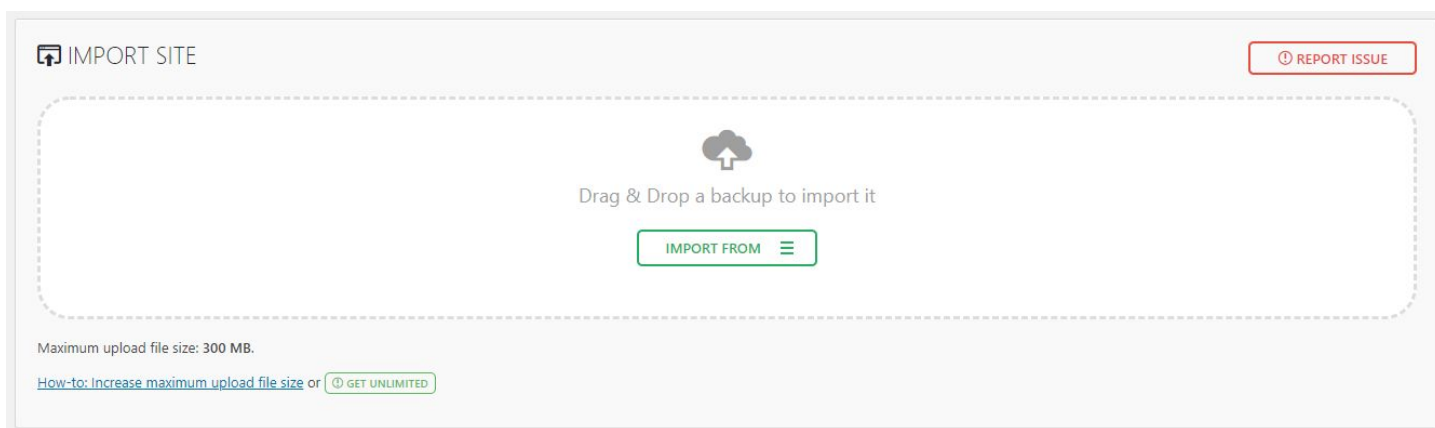 IMPORT SITE
REPORT ISSUE
Drag & Drop a backup to import it
IMPORT FROM
Maximum upload file size: 300 MB.
How-to: Increase maximum upload file size or GET UNLIMITED